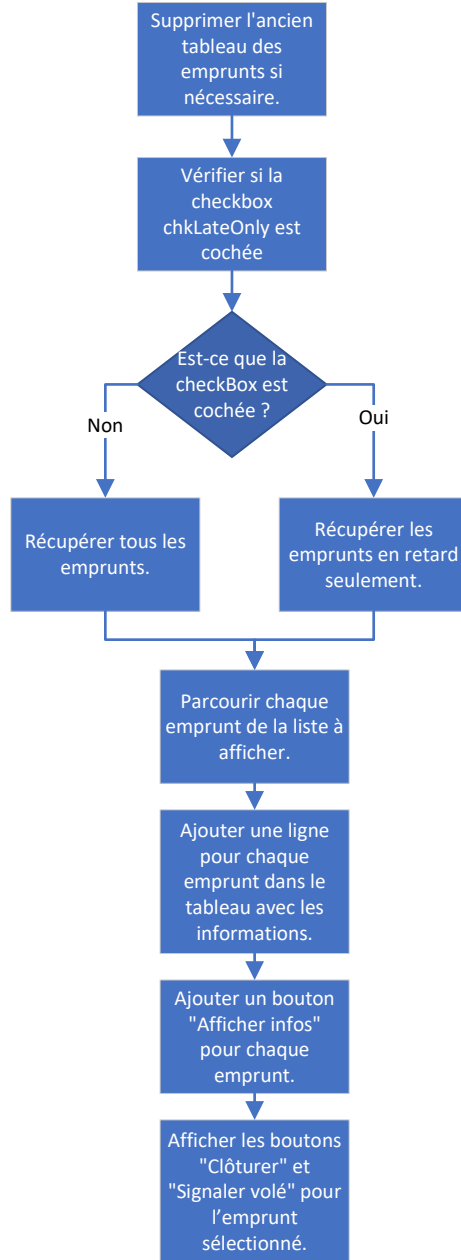 Supprimer l'ancien
tableau des
emprunts si
nécessaire.
Vérifier si la
checkbox
chkLateOnly est
cochée
Est-ce que la
checkBox est
cochée ?
Non
Oui
Récupérer tous les
emprunts.
Récupérer les
emprunts en retard
seulement.
Parcourir chaque
emprunt de la liste à
afficher.
Ajouter une ligne
pour chaque
emprunt dans le
tableau avec les
informations.
Ajouter un bouton
"Afficher infos"
pour chaque
emprunt.
Afficher les boutons
"Clôturer" et
"Signaler volé" pour
l’emprunt
sélectionné.